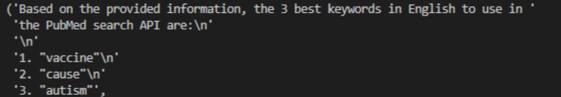 ('Based on the provided information, the 3 best keywords in English to use in '
'the PubMed search API are:\n'
'\n'
'1. "vaccine"\n'
'2. "cause"\n'
'3. "autism"',